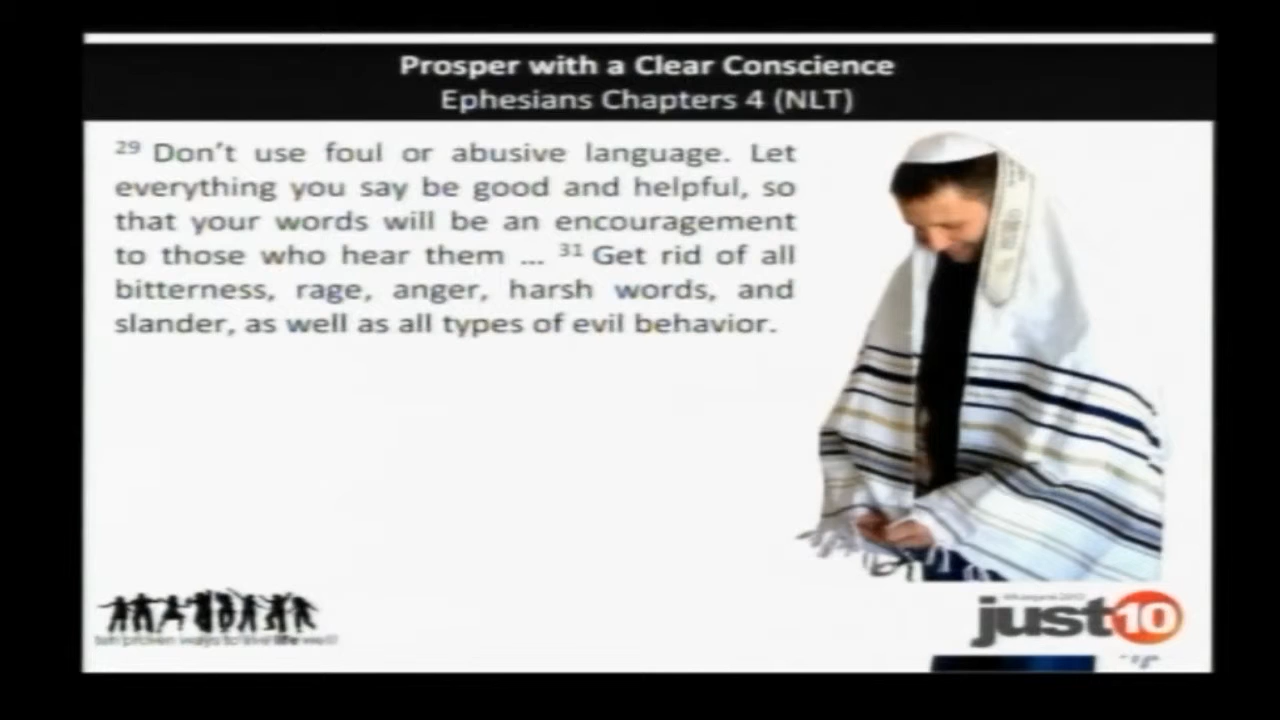 Prosper with a Clear Conscience
Ephesians Chapters 4 (NLT)
29 Don't use foul or abusive language. Let
everything you say be good and helpful, so
that your words will be an encouragement
to those who hear them ... 31 Get rid of all
bitterness, rage, anger, harsh words, and
slander, as well as all types of evil behavior.
ten proven ways to live life well!
just10